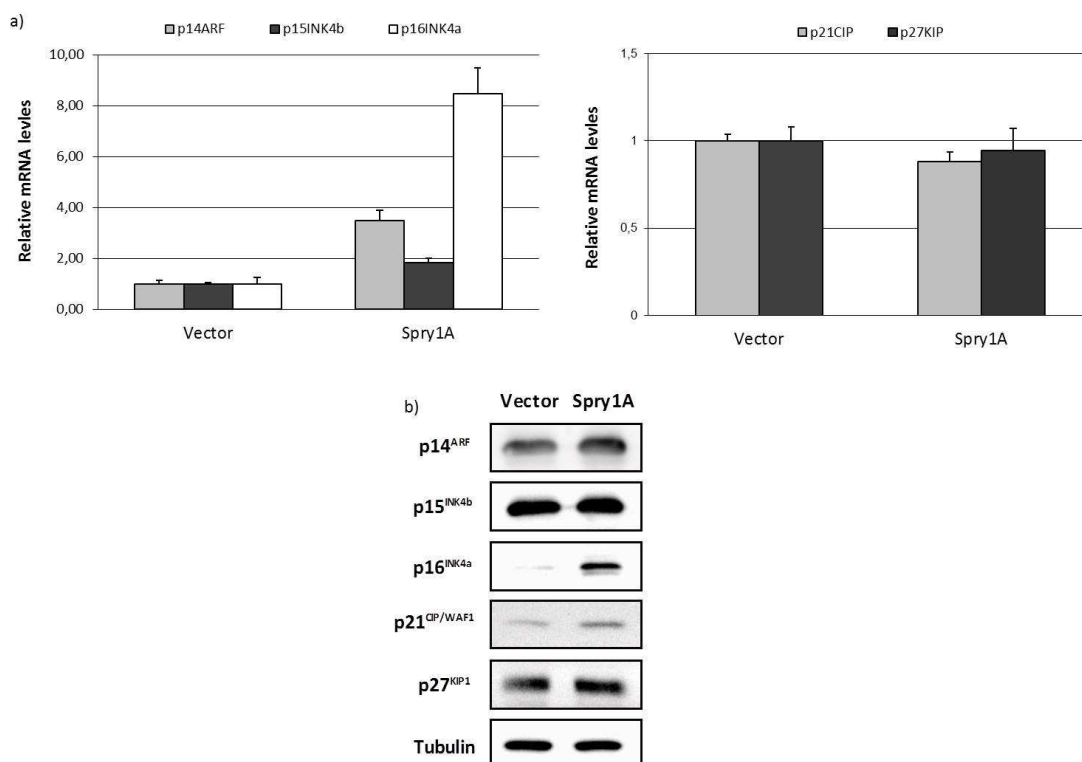 a)
p14ARF p15INK4b p16INK4a
Relative mRNA levles
10,00
8,00
6,00
4,00
2,00
0,00
Vector Spry1A
p21CIP p27KIP
Relative mRNA levles
1,5
1
0,5
0
Vector Spry1A
b)
Vector Spry1A
p14ARF
p15INK4b
p16INK4a
p21CIP/WAF1
p27KIP1
Tubulin